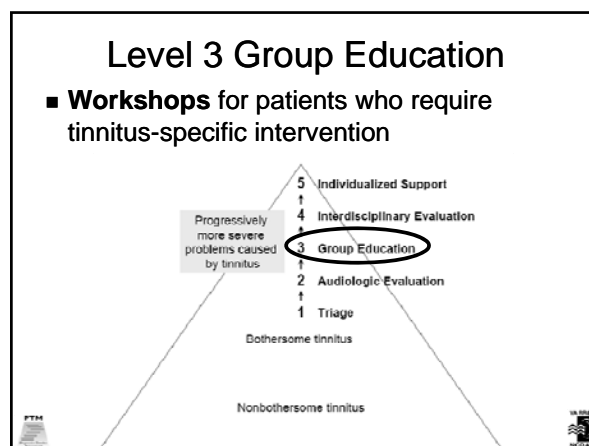 Level 3 Group Education
■ Workshops for patients who require
tinnitus-specific intervention
5 Individualized Support
4 Interdisciplinary Evaluation
Progressively
more severe
problems caused
by tinnitus
3 Group Education
2 Audiologic Evaluation
1 Triage
Bothersome tinnitus
Nonbothersome tinnitus
PTM